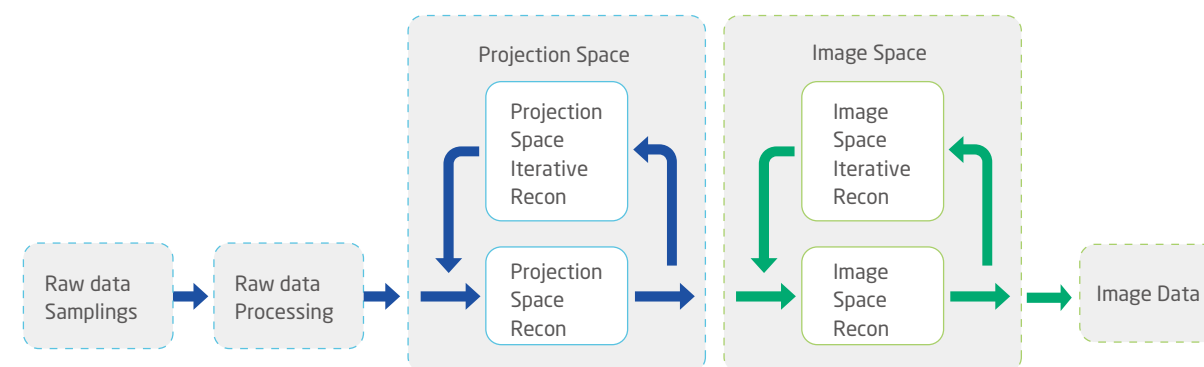 Projection Space
Image Space
Projection
Space
Iterative
Recon
Image
Space
Iterative
Recon
Raw data
Samplings
Raw data
Processing
Projection
Space
Recon
Image
Space
Recon
Image Data